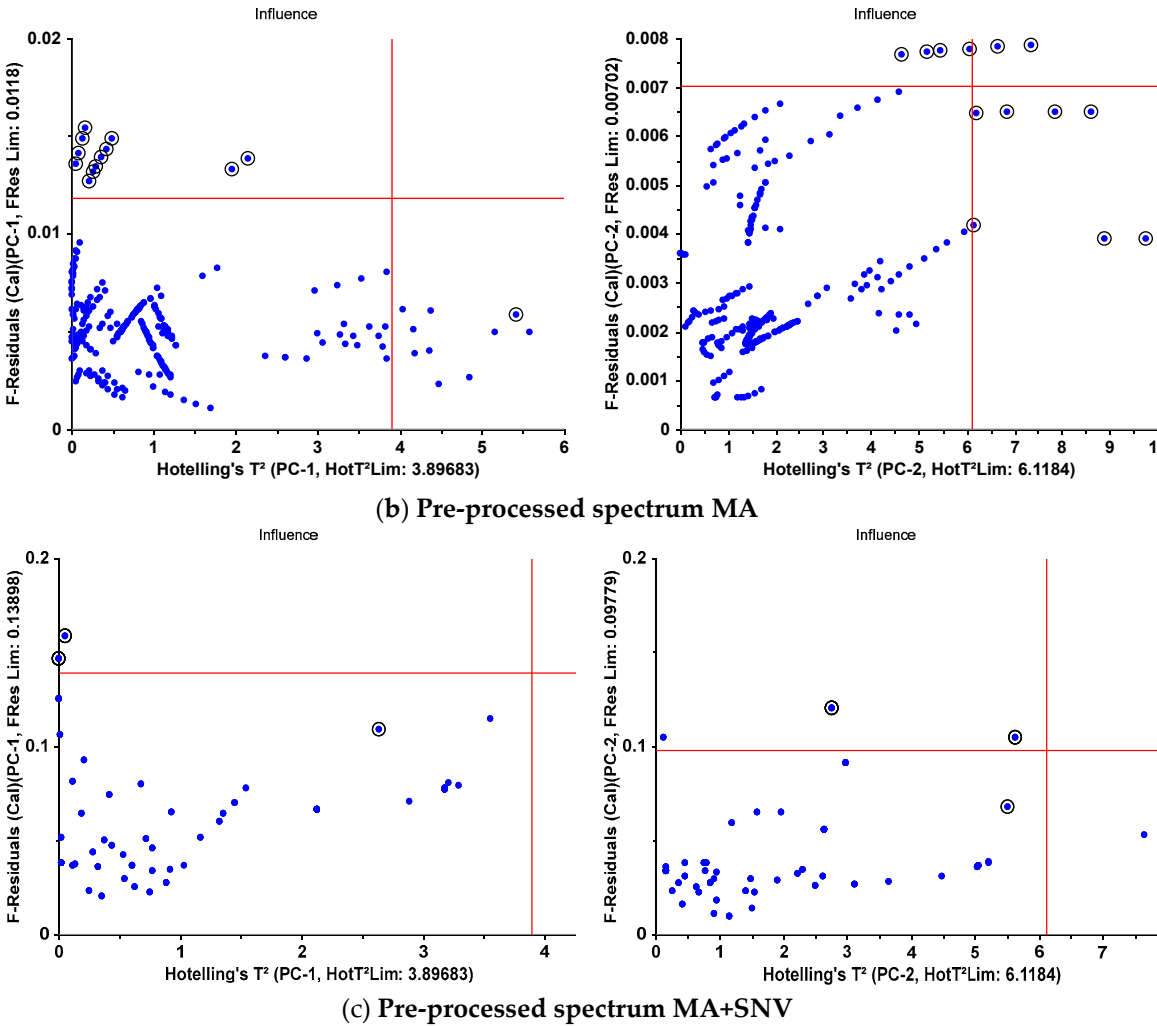 Influence
0.02
0.01
0
F-Residuals (Cal)(PC-1, FRes Lim: 0.0118)
0 1 2 3 4 5 6
Hotelling's T² (PC-1, HotT²Lim: 3.89683)
Influence
0.008
0.007
0.006
0.005
0.004
0.003
0.002
0.001
0
F-Residuals (Cal)(PC-2, FRes Lim: 0.00702)
0 1 2 3 4 5 6 7 8 9 10
Hotelling's T² (PC-2, HotT²Lim: 6.1184)
(b) Pre-processed spectrum MA
Influence
0.2
0.1
0
F-Residuals (Cal)(PC-1, FRes Lim: 0.13898)
0 1 2 3 4
Hotelling's T² (PC-1, HotT²Lim: 3.89683)
Influence
0.2
0.1
0
F-Residuals (Cal)(PC-2, FRes Lim: 0.09779)
0 1 2 3 4 5 6 7
Hotelling's T² (PC-2, HotT²Lim: 6.1184)
(c) Pre-processed spectrum MA+SNV